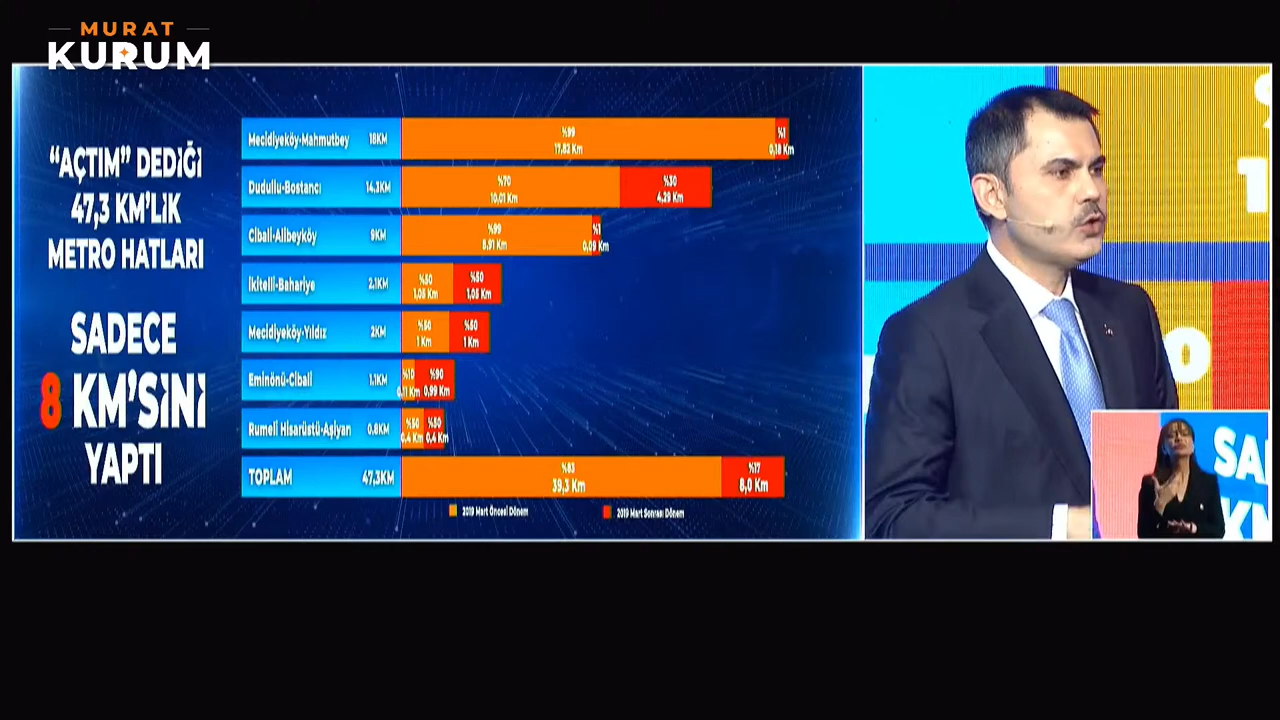 MURAT
KURUM
“AÇTIM” DEDİĞİ
47,3 KM’LİK
METRO HATLARI
SADECE
8 KM’SİNİ
YAPTI
Mecidiyeköy-Mahmutbey 18KM %99 %1
17,82 Km 0,18 Km
Dudullu-Bostancı 14.3KM %70 %30
10,01 Km 4,29 Km
Cibali-Alibeyköy 9KM %99 %1
8,91 Km 0,09 Km
İkitelli-Bahariye 2.1KM %50 %50
1,05 Km 1,05 Km
Mecidiyeköy-Yıldız 2KM %50 %50
1 Km 1 Km
Eminönü-Cibali 1.1KM %10 %90
0,11 Km 0,99 Km
Rumeli Hisarüstü-Aşiyan 0.8KM %50 %50
0,4 Km 0,4 Km
TOPLAM 47,3KM %83 %17
39,3 Km 8,0 Km
2019 Mart Öncesi Dönem 2019 Mart Sonrası Dönem
SA